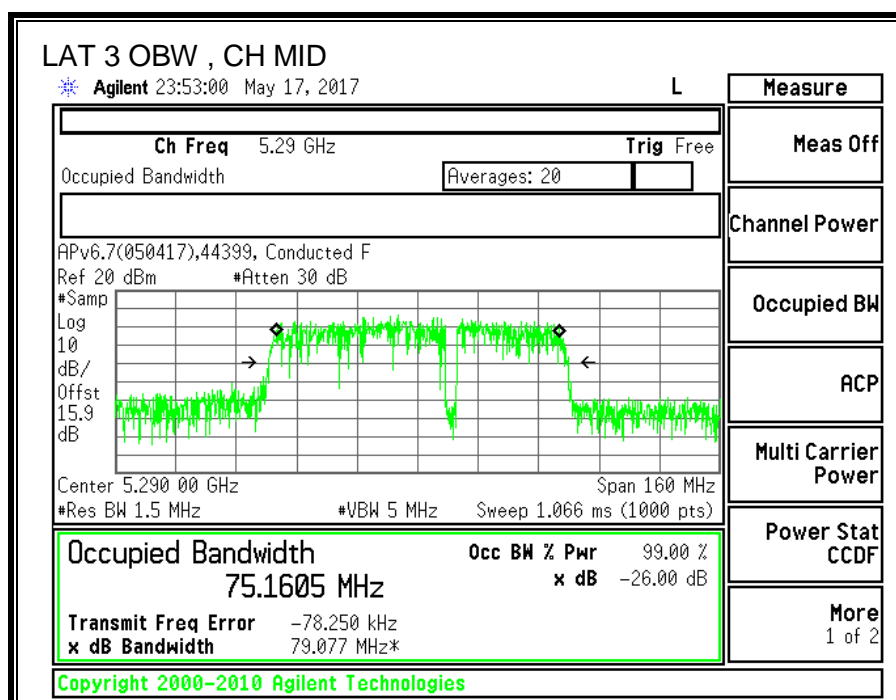 LAT 3 OBW , CH MID
Agilent 23:53:00 May 17, 2017 L
Measure
Ch Freq 5.29 GHz Trig Free
Meas Off
Occupied Bandwidth Averages: 20
Channel Power
APv6.7(050417),44399, Conducted F
Ref 20 dBm #Atten 30 dB
#Samp
Log
10
dB/
Offst
15.9
dB
Occupied BW
ACP
Center 5.290 00 GHz Span 160 MHz
#Res BW 1.5 MHz #VBW 5 MHz Sweep 1.066 ms (1000 pts)
Multi Carrier
Power
Occupied Bandwidth Occ BW % Pwr 99.00 %
75.1605 MHz x dB -26.00 dB
Transmit Freq Error -78.250 kHz
x dB Bandwidth 79.077 MHz*
Power Stat
CCDF
More
1 of 2
Copyright 2000-2010 Agilent Technologies